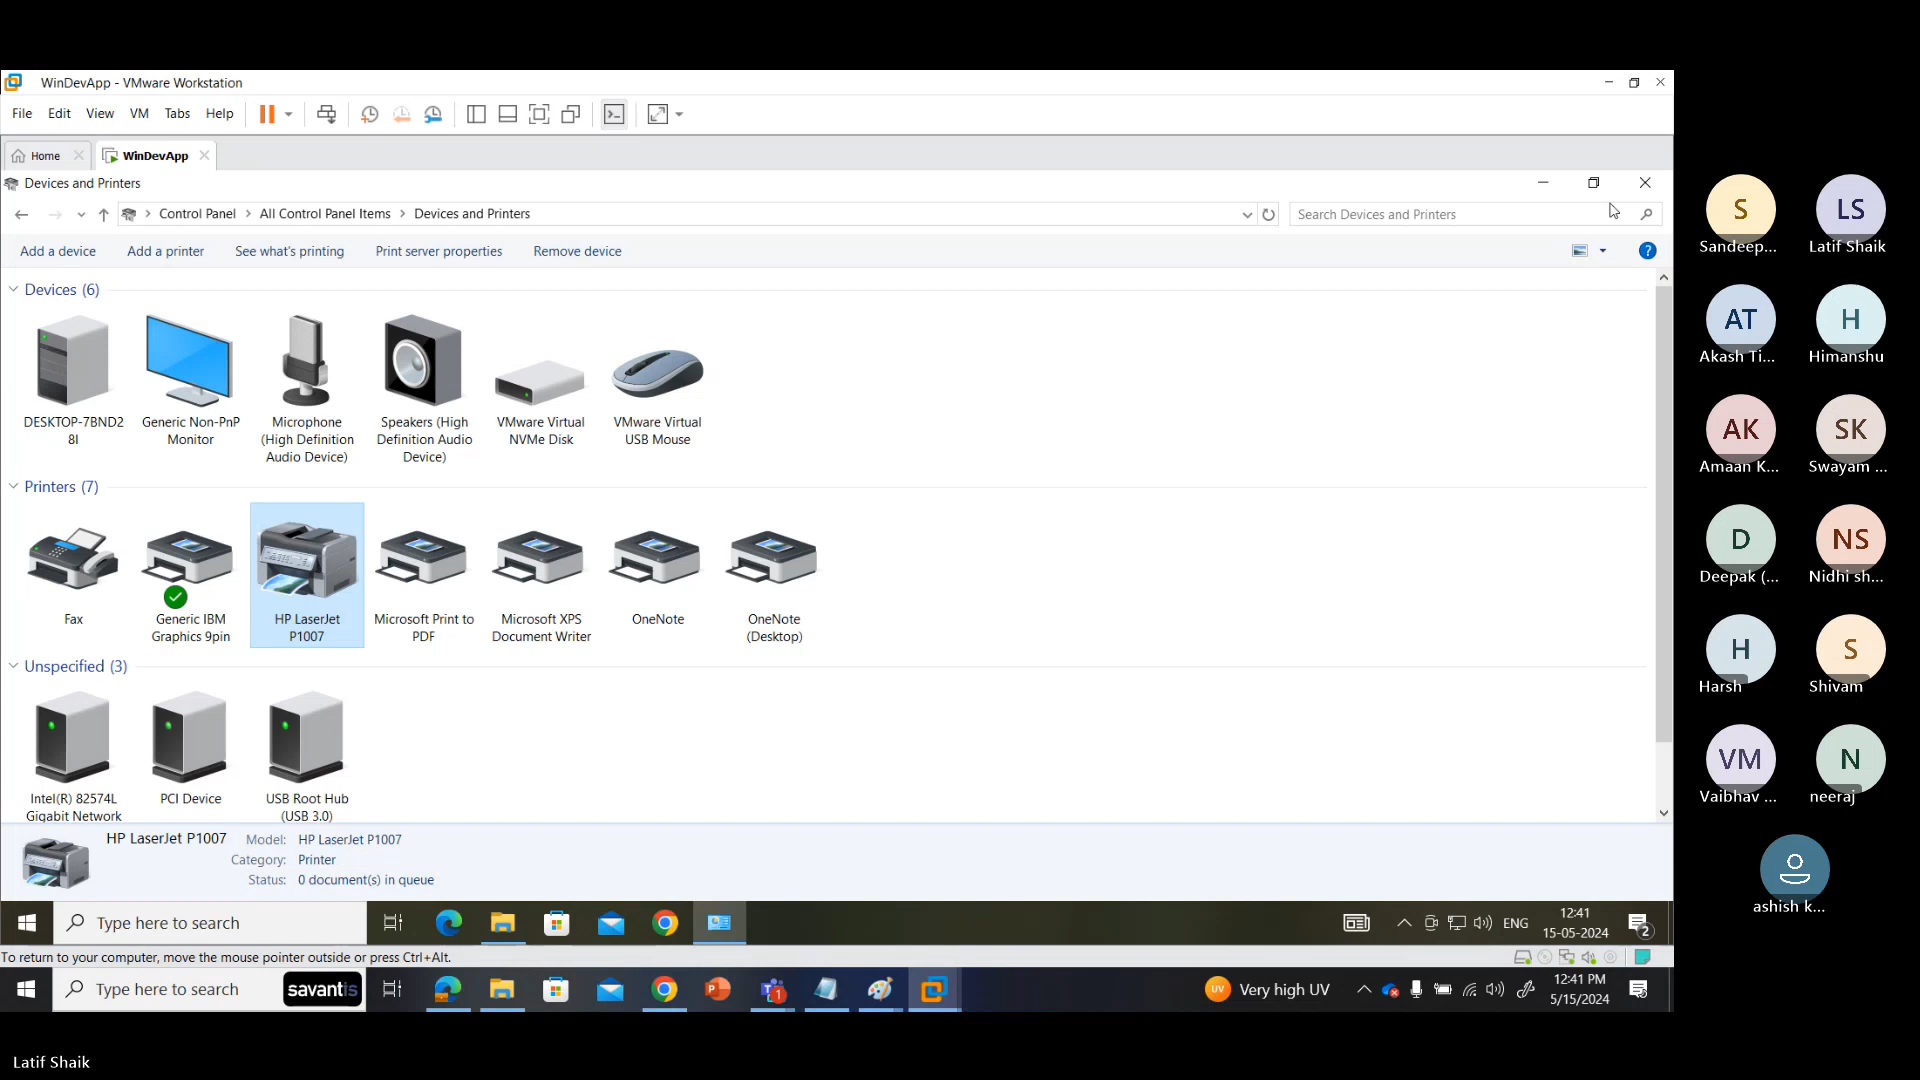 WinDevApp - VMware Workstation
File Edit View VM Tabs Help
Home WinDevApp
Devices and Printers
Control Panel All Control Panel Items Devices and Printers
Search Devices and Printers
Add a device Add a printer See what's printing Print server properties Remove device
Devices (6)
DESKTOP-7BND2
8I
Generic Non-PnP
Monitor
Microphone
(High Definition
Audio Device)
Speakers (High
Definition Audio
Device)
VMware Virtual
NVMe Disk
VMware Virtual
USB Mouse
Printers (7)
Fax
Generic IBM
Graphics 9pin
HP LaserJet
P1007
Microsoft Print to
PDF
Microsoft XPS
Document Writer
OneNote
OneNote
(Desktop)
Unspecified (3)
Intel(R) 82574L
Gigabit Network
PCI Device
USB Root Hub
(USB 3.0)
HP LaserJet P1007
Model: HP LaserJet P1007
Category: Printer
Status: 0 document(s) in queue
Type here to search
ENG
12:41
15-05-2024
2
To return to your computer, move the mouse pointer outside or press Ctrl+Alt.
Type here to search
savantis
P
1
UV
Very high UV
12:41 PM
5/15/2024
S
Sandeep...
LS
Latif Shaik
AT
Akash Ti...
H
Himanshu
AK
Amaan K...
SK
Swayam ...
D
Deepak (...
NS
Nidhi sh...
H
Harsh
S
Shivam
VM
Vaibhav ...
N
neeraj
ashish k...
Latif Shaik